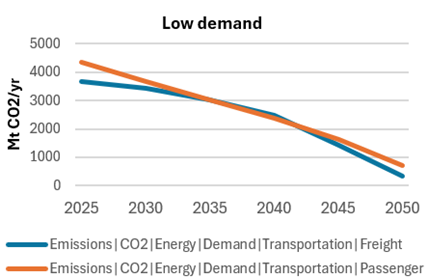 Low demand
Mt CO2/yr
5000
4000
3000
2000
1000
0
2025 2030 2035 2040 2045 2050
Emissions|CO2|Energy|Demand|Transportation|Freight
Emissions|CO2|Energy|Demand|Transportation|Passenger